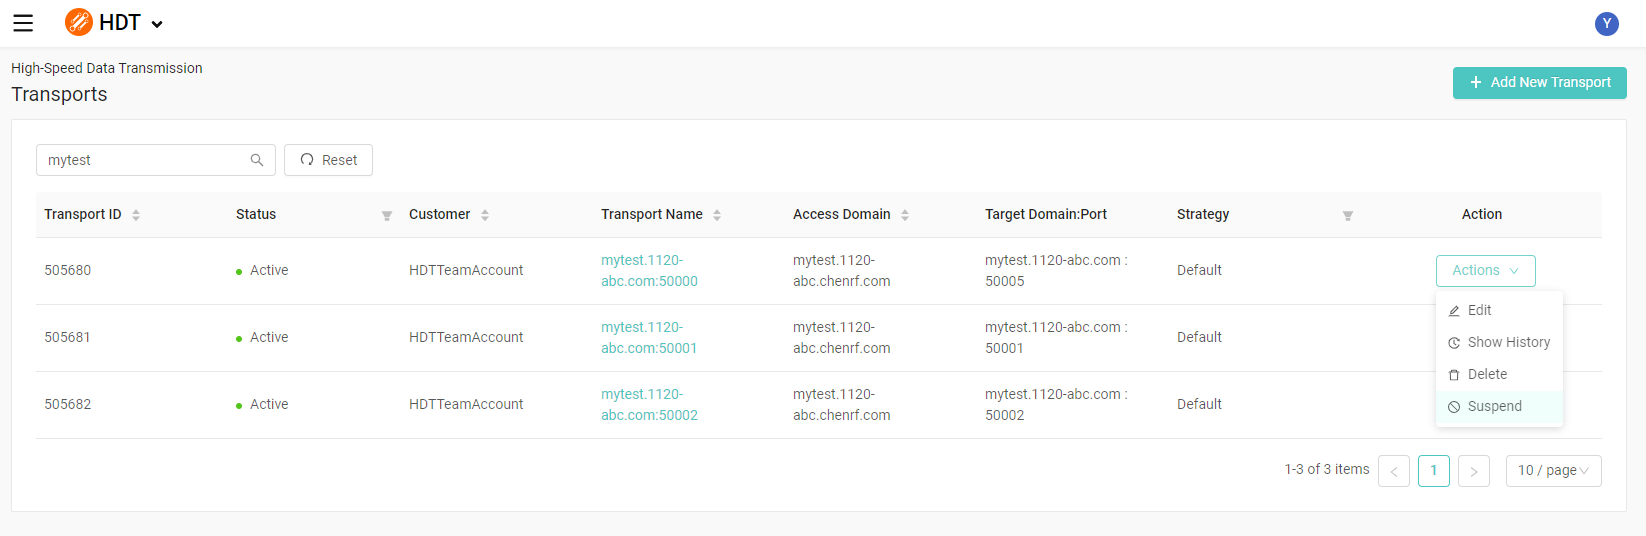 HDT
Y
High-Speed Data Transmission
Transports
+ Add New Transport
mytest
Reset
Transport ID Status Customer Transport Name Access Domain Target Domain:Port Strategy Action
505680 Active HDTTeamAccount mytest.1120- mytest.1120- mytest.1120-abc.com : Default Actions
abc.com:50000 abc.chenrf.com 50005
Edit
505681 Active HDTTeamAccount mytest.1120- mytest.1120- mytest.1120-abc.com : Default
abc.com:50001 abc.chenrf.com 50001
Show History
Delete
505682 Active HDTTeamAccount mytest.1120- mytest.1120- mytest.1120-abc.com : Default
abc.com:50002 abc.chenrf.com 50002
Suspend
1-3 of 3 items < 1 > 10 / page